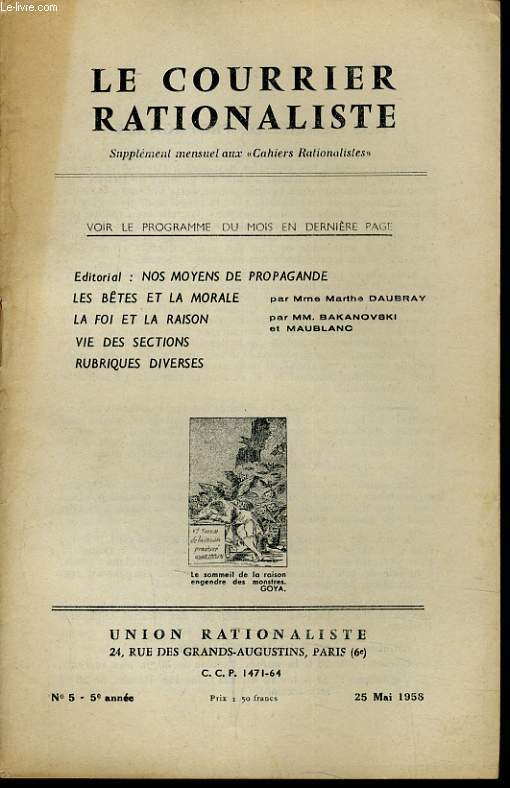 Le-livre.com
LE COURRIER
RATIONALISTE
Supplément mensuel aux «Cahiers Rationalistes»
VOIR LE PROGRAMME DU MOIS EN DERNIÈRE PAGE
Editorial : NOS MOYENS DE PROPAGANDE
LES BÊTES ET LA MORALE par Mme Marthe DAUBRAY
LA FOI ET LA RAISON par MM. BAKANOVSKI
et MAUBLANC
VIE DES SECTIONS
RUBRIQUES DIVERSES
Le sommeil de la raison
engendre des monstres.
GOYA.
UNION RATIONALISTE
24, RUE DES GRANDS-AUGUSTINS, PARIS (6e)
C. C. P. 1471-64
No 5 - 5e année Prix : 50 francs 25 Mai 1958